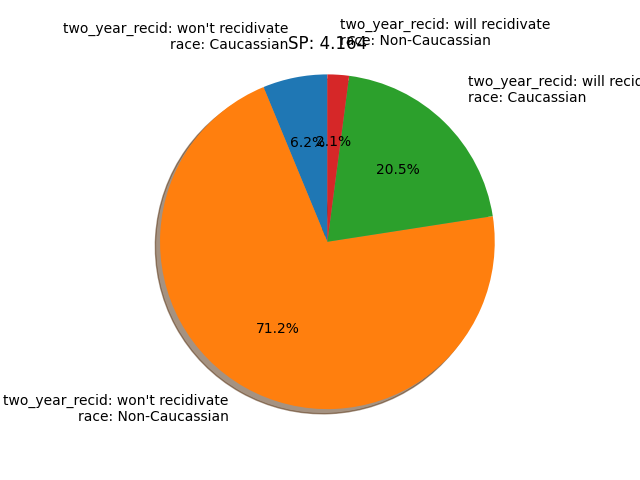 two_year_recid: won't recidivate
race: Caucassian
SP: 4.164
two_year_recid: will recidivate
race: Non-Caucassian
two_year_recid: will recid
race: Caucassian
6.2%
2.1%
20.5%
71.2%
two_year_recid: won't recidivate
race: Non-Caucassian